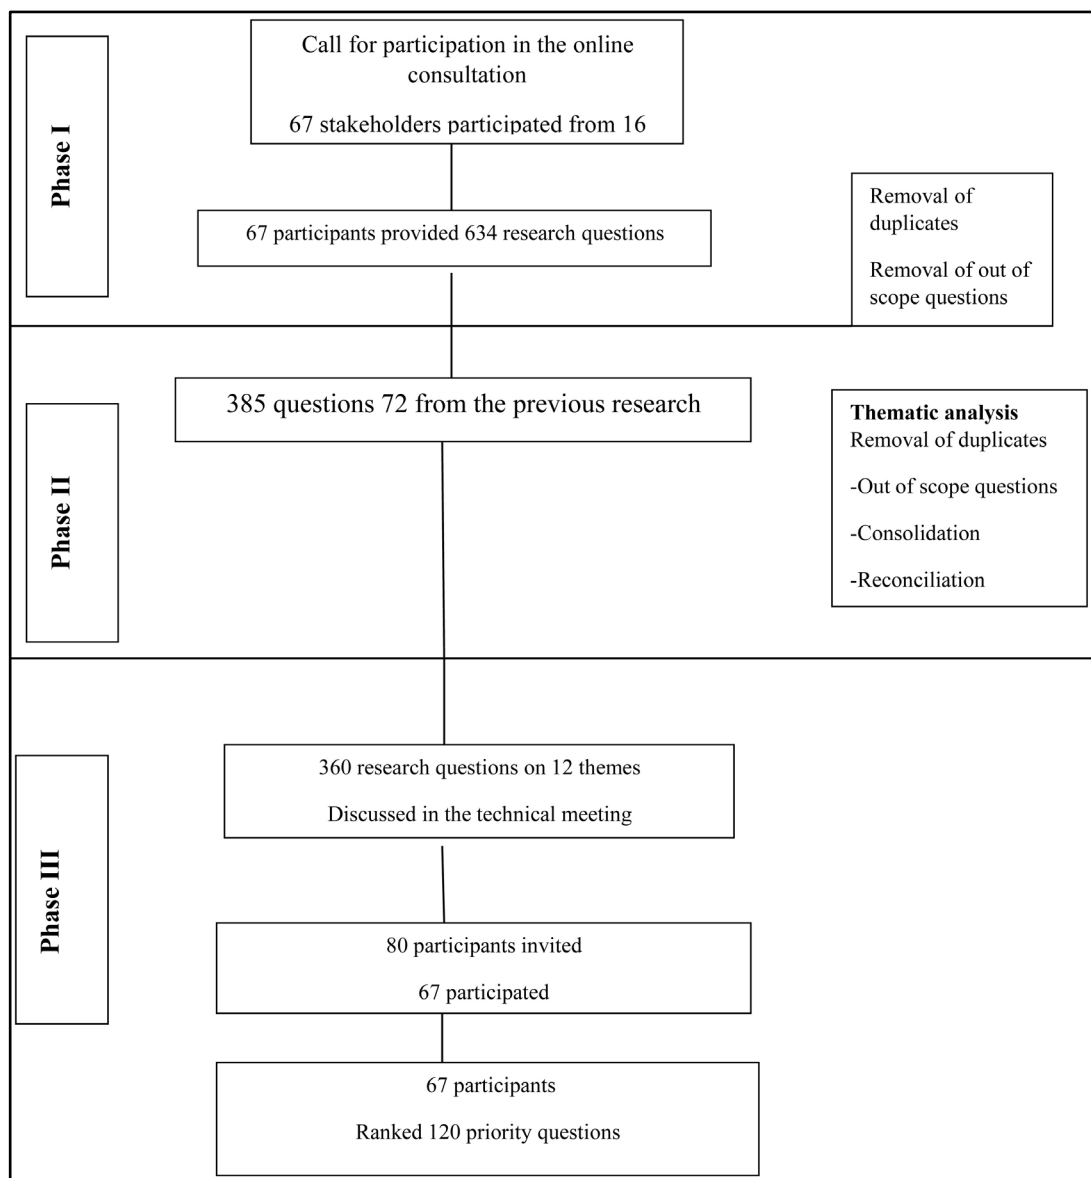 Phase I
Call for participation in the online
consultation
67 stakeholders participated from 16
67 participants provided 634 research questions
Removal of
duplicates
Removal of out of
scope questions
Phase II
385 questions 72 from the previous research
Thematic analysis
Removal of duplicates
-Out of scope questions
-Consolidation
-Reconciliation
Phase III
360 research questions on 12 themes
Discussed in the technical meeting
80 participants invited
67 participated
67 participants
Ranked 120 priority questions